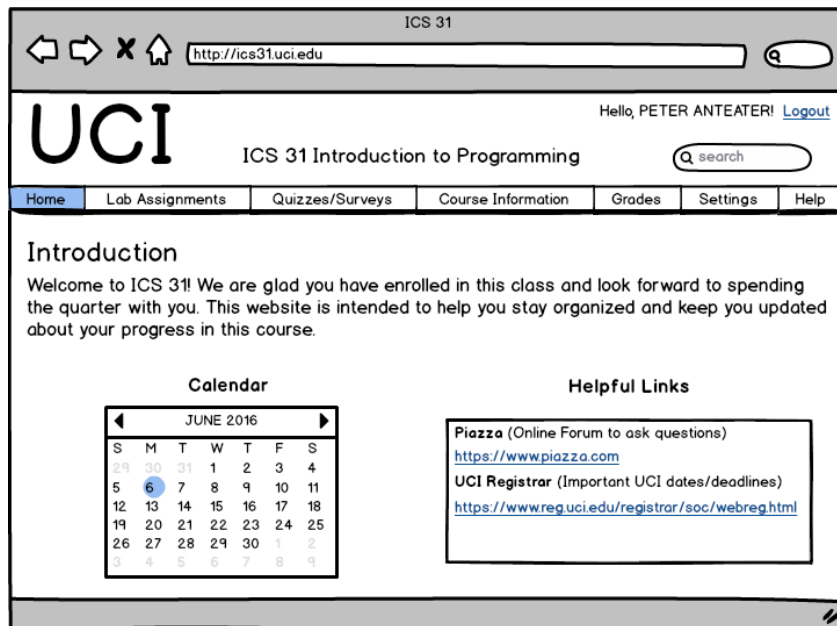 ICS 31
http://ics31.uci.edu
Hello, PETER ANTEATER! Logout
UCI
ICS 31 Introduction to Programming
search
Home Lab Assignments Quizzes/Surveys Course Information Grades Settings Help
Introduction
Welcome to ICS 31! We are glad you have enrolled in this class and look forward to spending
the quarter with you. This website is intended to help you stay organized and keep you updated
about your progress in this course.
Calendar
JUNE 2016
S M T W T F S
29 30 31 1 2 3 4
5 6 7 8 9 10 11
12 13 14 15 16 17 18
19 20 21 22 23 24 25
26 27 28 29 30 1 2
3 4 5 6 7 8 9
Helpful Links
Piazza (Online Forum to ask questions)
https://www.piazza.com
UCI Registrar (Important UCI dates/deadlines)
https://www.reg.uci.edu/registrar/soc/webreg.html